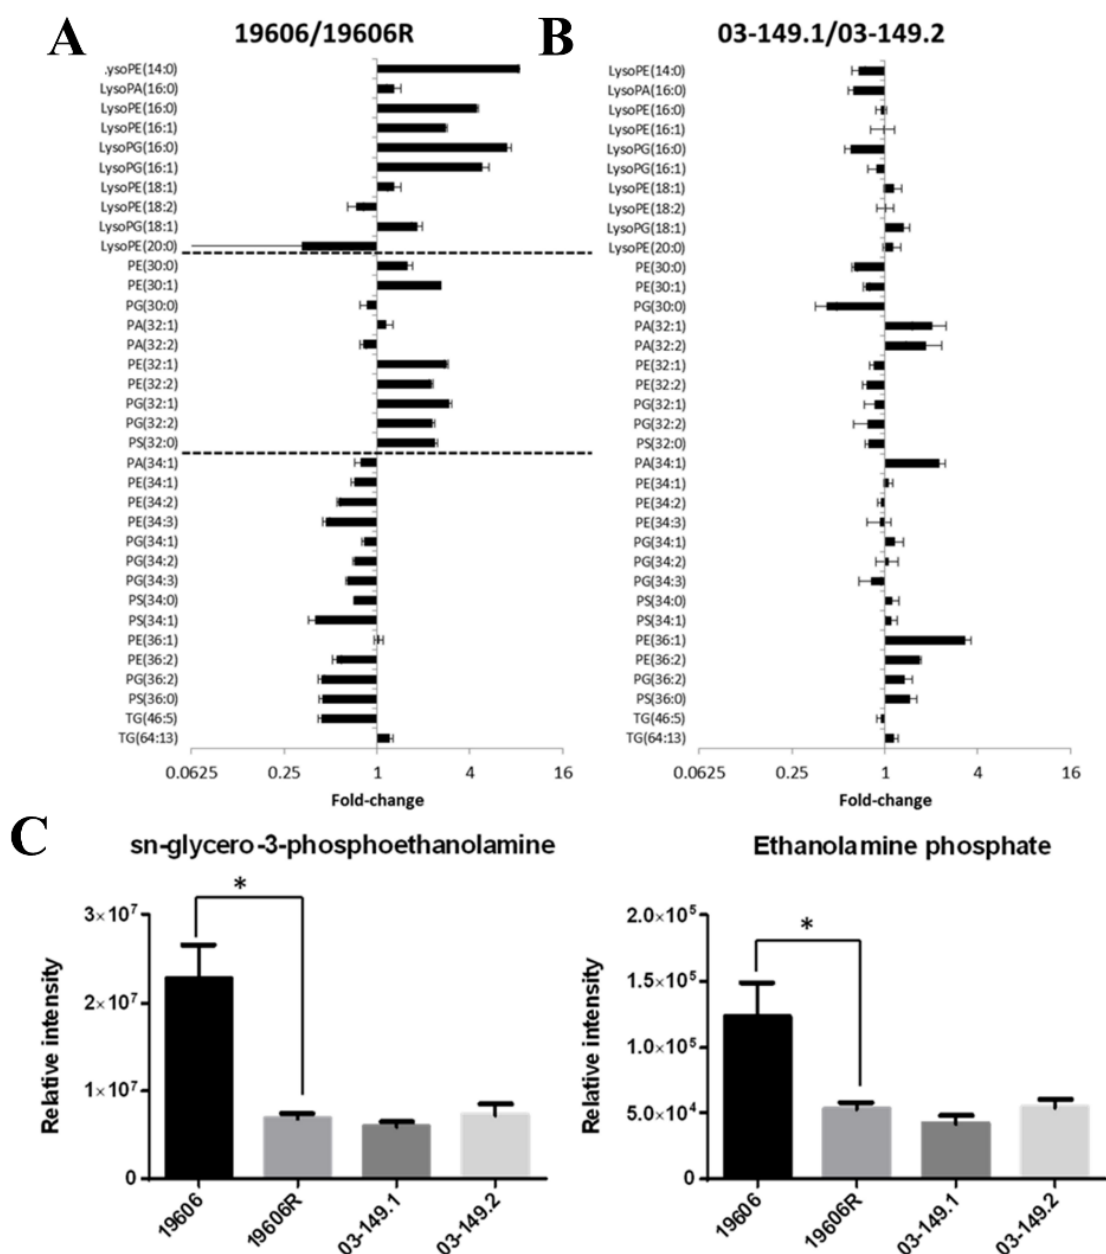 A
19606/19606R
.ysoPE(14:0)
LysoPA(16:0)
LysoPE(16:0)
LysoPE(16:1)
LysoPG(16:0)
LysoPG(16:1)
LysoPE(18:1)
LysoPE(18:2)
LysoPG(18:1)
LysoPE(20:0)
PE(30:0)
PE(30:1)
PG(30:0)
PA(32:1)
PA(32:2)
PE(32:1)
PE(32:2)
PG(32:1)
PG(32:2)
PS(32:0)
PA(34:1)
PE(34:1)
PE(34:2)
PE(34:3)
PG(34:1)
PG(34:2)
PG(34:3)
PS(34:0)
PS(34:1)
PE(36:1)
PE(36:2)
PG(36:2)
PS(36:0)
TG(46:5)
TG(64:13)
0.0625 0.25 1 4 16
Fold-change
B
03-149.1/03-149.2
LysoPE(14:0)
LysoPA(16:0)
LysoPE(16:0)
LysoPE(16:1)
LysoPG(16:0)
LysoPG(16:1)
LysoPE(18:1)
LysoPE(18:2)
LysoPG(18:1)
LysoPE(20:0)
PE(30:0)
PE(30:1)
PG(30:0)
PA(32:1)
PA(32:2)
PE(32:1)
PE(32:2)
PG(32:1)
PG(32:2)
PS(32:0)
PA(34:1)
PE(34:1)
PE(34:2)
PE(34:3)
PG(34:1)
PG(34:2)
PG(34:3)
PS(34:0)
PS(34:1)
PE(36:1)
PE(36:2)
PG(36:2)
PS(36:0)
TG(46:5)
TG(64:13)
0.0625 0.25 1 4 16
Fold-change
C
sn-glycero-3-phosphoethanolamine
*
Relative intensity
3×10⁷
2×10⁷
1×10⁷
0
19606 19606R 03-149.1 03-149.2
Ethanolamine phosphate
*
Relative intensity
2.0×10⁵
1.5×10⁵
1.0×10⁵
5.0×10⁴
0
19606 19606R 03-149.1 03-149.2